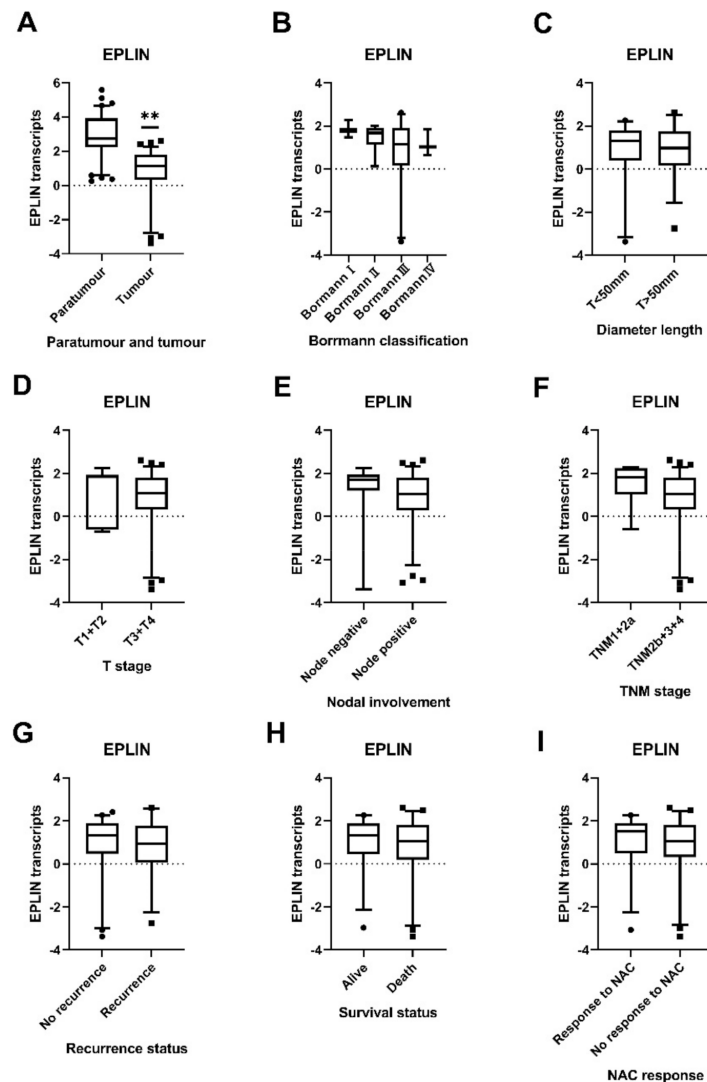 A
EPLIN
EPLIN transcripts
6
4
2
0
-2
-4
**
Paratumour
Tumour
Paratumour and tumour
B
EPLIN
EPLIN transcripts
4
2
0
-2
-4
Bormann I
Bormann II
Bormann III
Bormann IV
Borrmann classification
C
EPLIN
EPLIN transcripts
4
2
0
-2
-4
T<50mm
T>50mm
Diameter length
D
EPLIN
EPLIN transcripts
4
2
0
-2
-4
T1+T2
T3+T4
T stage
E
EPLIN
EPLIN transcripts
4
2
0
-2
-4
Node negative
Node positive
Nodal involvement
F
EPLIN
EPLIN transcripts
4
2
0
-2
-4
TNM1+2a
TNM2b+3+4
TNM stage
G
EPLIN
EPLIN transcripts
4
2
0
-2
-4
No recurrence
Recurrence
Recurrence status
H
EPLIN
EPLIN transcripts
4
2
0
-2
-4
Alive
Death
Survival status
I
EPLIN
EPLIN transcripts
4
2
0
-2
-4
Response to NAC
No response to NAC
NAC response